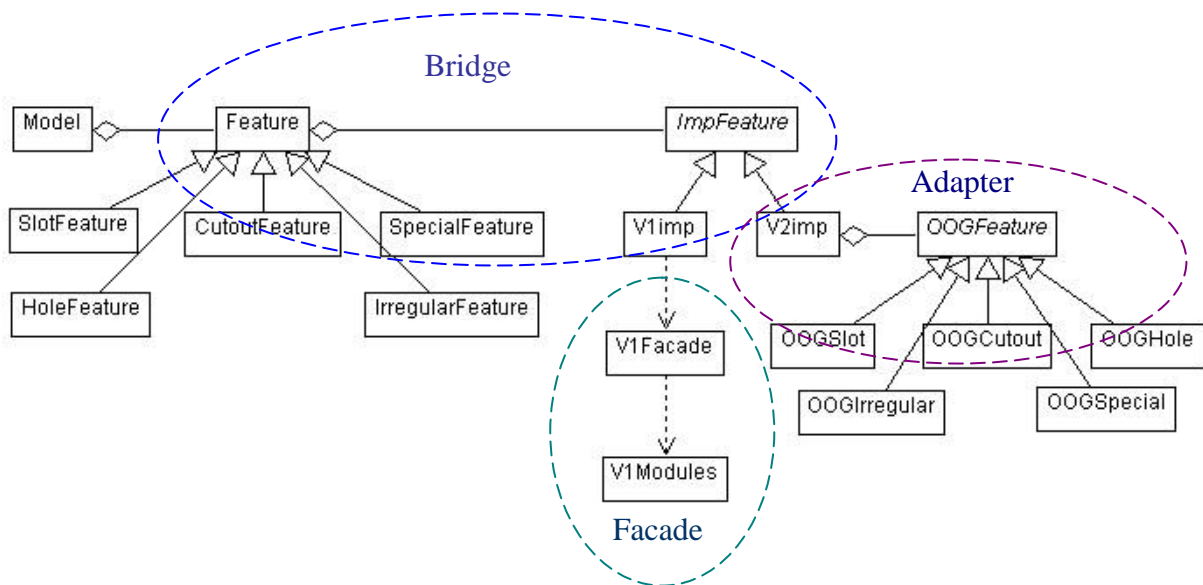 Bridge
Model
Feature
ImpFeature
Adapter
SlotFeature
CutoutFeature
SpecialFeature
V1imp
V2imp
OOGFeature
HoleFeature
IrregularFeature
V1Facade
OOGSlot
OOGCutout
OOGHole
OOGIrregular
OOGSpecial
V1Modules
Facade